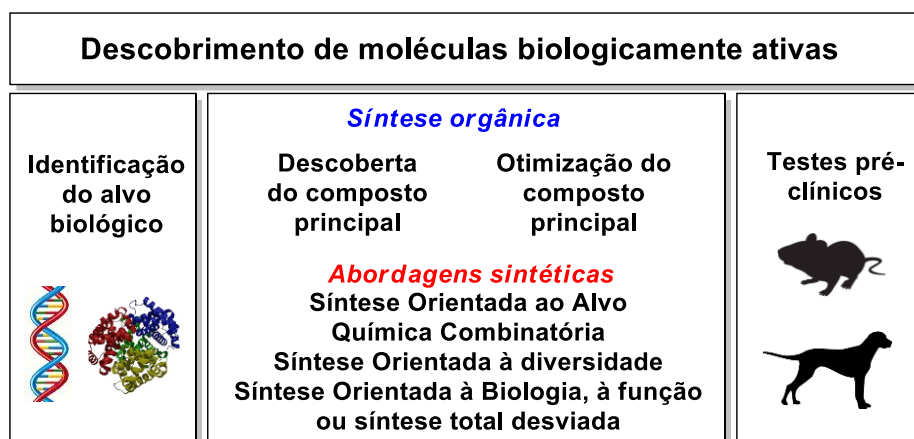 Descobrimento de moléculas biologicamente ativas
Identificação
do alvo
biológico
Síntese orgânica
Descoberta
do composto
principal
Otimização do
composto
principal
Abordagens sintéticas
Síntese Orientada ao Alvo
Química Combinatória
Síntese Orientada à diversidade
Síntese Orientada à Biologia, à função
ou síntese total desviada
Testes pré-
clínicos